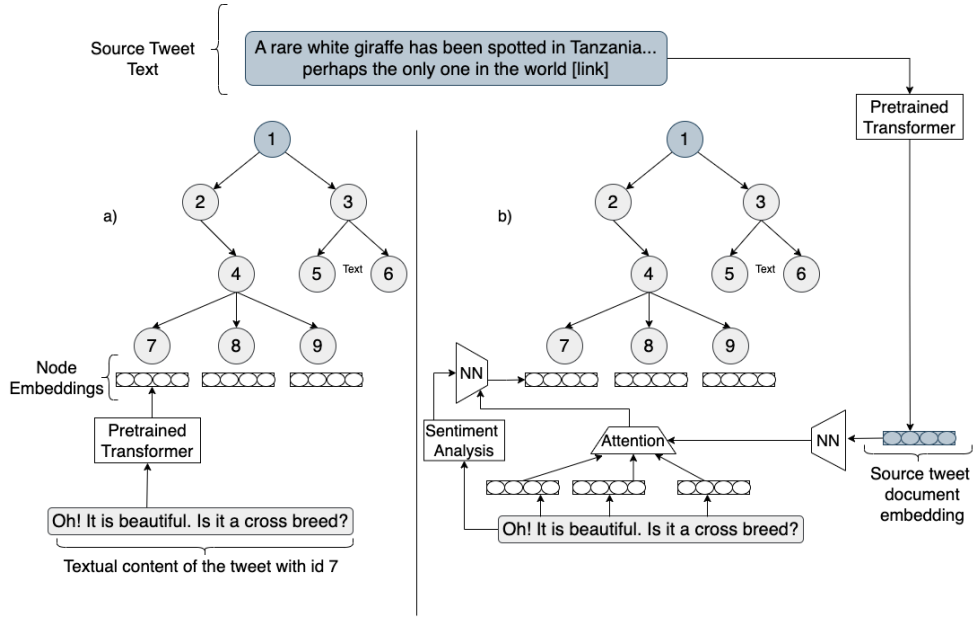 Source Tweet
Text
A rare white giraffe has been spotted in Tanzania...
perhaps the only one in the world [link]
Pretrained
Transformer
a)
1
2
3
4
5
Text
6
7
8
9
Node
Embeddings
Pretrained
Transformer
Oh! It is beautiful. Is it a cross breed?
Textual content of the tweet with id 7
b)
1
2
3
4
5
Text
6
7
8
9
NN
Sentiment
Analysis
Attention
NN
Source tweet
document
embedding
Oh! It is beautiful. Is it a cross breed?